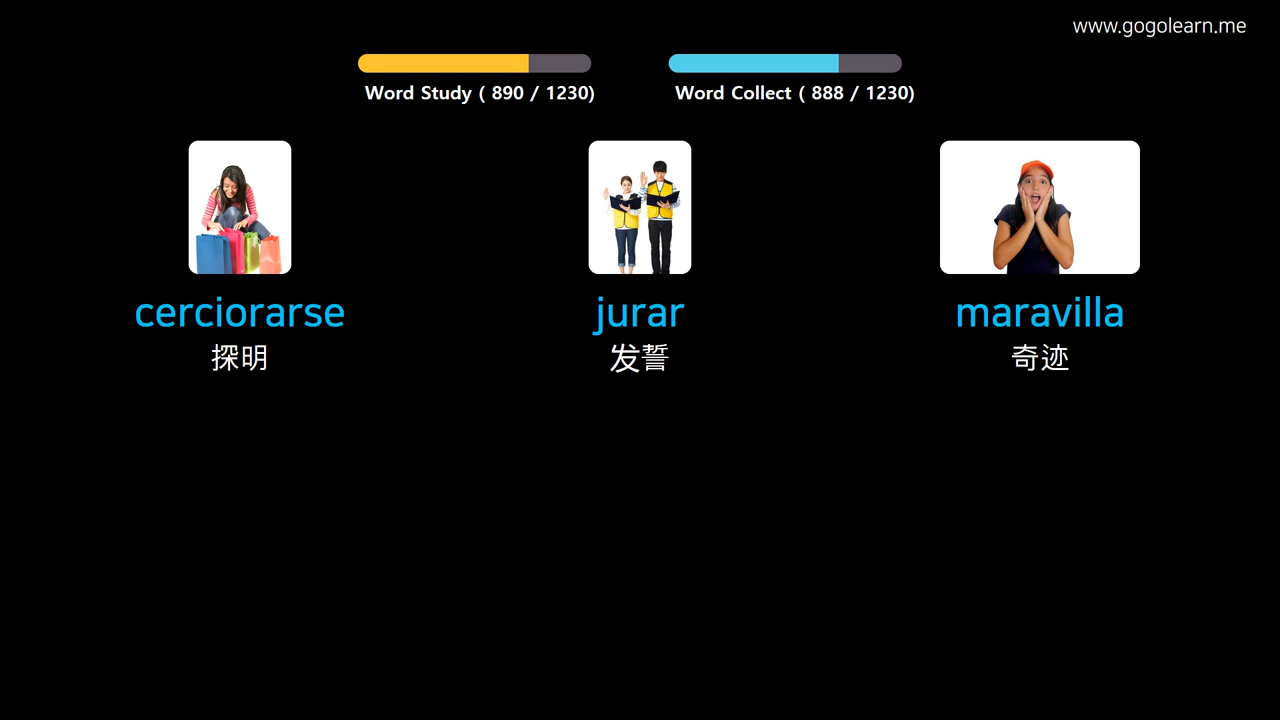 www.gogolearn.me
Word Study ( 890 / 1230)
Word Collect ( 888 / 1230)
cerciorarse
探明
jurar
发誓
maravilla
奇迹